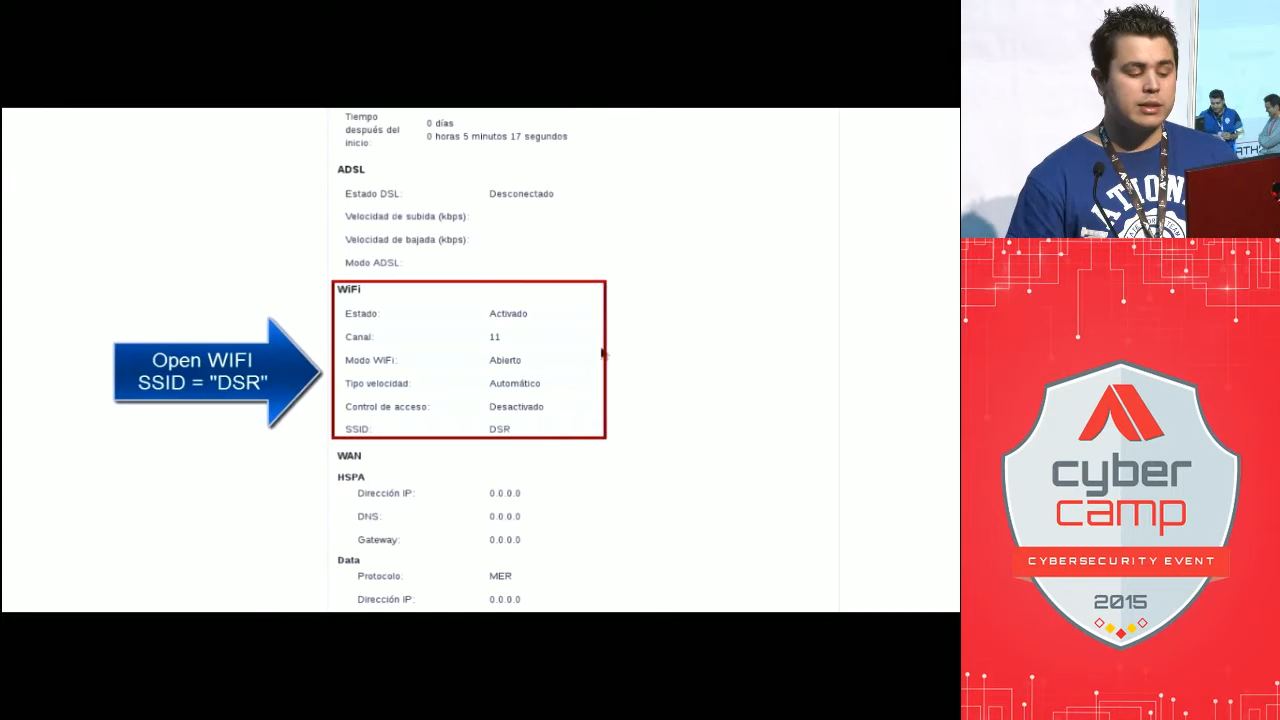 Tiempo
después del
inicio:
0 días
0 horas 5 minutos 17 segundos
ADSL
Estado DSL: Desconectado
Velocidad de subida (kbps):
Velocidad de bajada (kbps):
Modo ADSL:
WiFi
Estado: Activado
Canal: 11
Modo WiFi: Abierto
Tipo velocidad: Automático
Control de acceso: Desactivado
SSID: DSR
WAN
HSPA
Dirección IP: 0.0.0.0
DNS: 0.0.0.0
Gateway: 0.0.0.0
Data
Protocolo: MER
Dirección IP: 0.0.0.0
Open WIFI
SSID = "DSR"
cyber
camp
CYBERSECURITY EVENT
2015